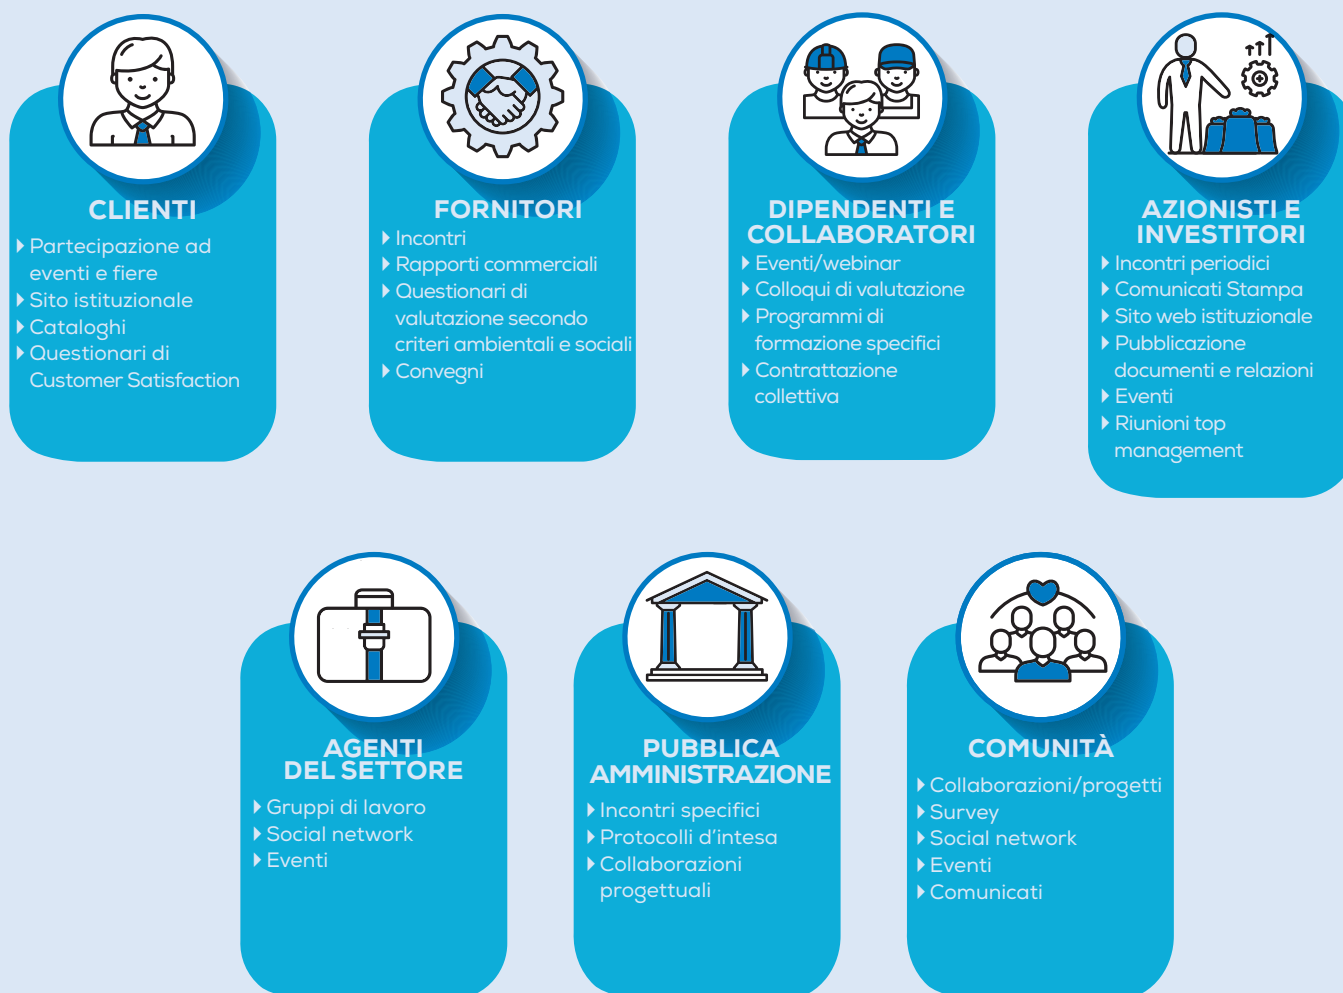 CLIENTI
Partecipazione ad
eventi e fiere
Sito istituzionale
Cataloghi
Questionari di
Customer Satisfaction
FORNITORI
Incontri
Rapporti commerciali
Questionari di
valutazione secondo
criteri ambientali e sociali
Convegni
DIPENDENTI E
COLLABORATORI
Eventi/webinar
Colloqui di valutazione
Programmi di
formazione specifici
Contrattazione
collettiva
AZIONISTI E
INVESTITORI
Incontri periodici
Comunicati Stampa
Sito web istituzionale
Pubblicazione
documenti e relazioni
Eventi
Riunioni top
management
AGENTI
DEL SETTORE
Gruppi di lavoro
Social network
Eventi
PUBBLICA
AMMINISTRAZIONE
Incontri specifici
Protocolli d'intesa
Collaborazioni
progettuali
COMUNITÀ
Collaborazioni/progetti
Survey
Social network
Eventi
Comunicati